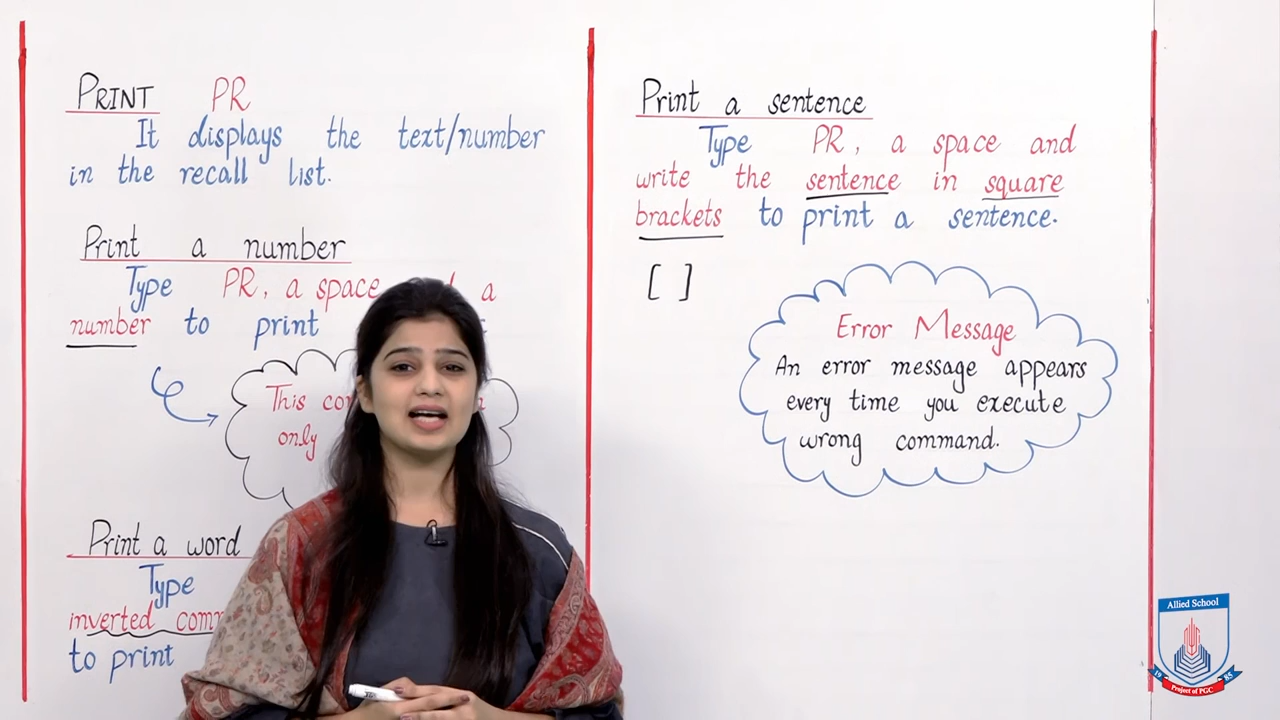 PRINT PR
It displays the text/number
in the recall list.
Print a number
Type PR, a space a
number to print
This
only
Print a word
Type
inverted
to print
Print a sentence
Type PR, a space and
write the sentence in square
brackets to print a sentence.
[ ]
Error Message
An error message appears
every time you execute
wrong command.
Allied School
19 85
Project of PGC